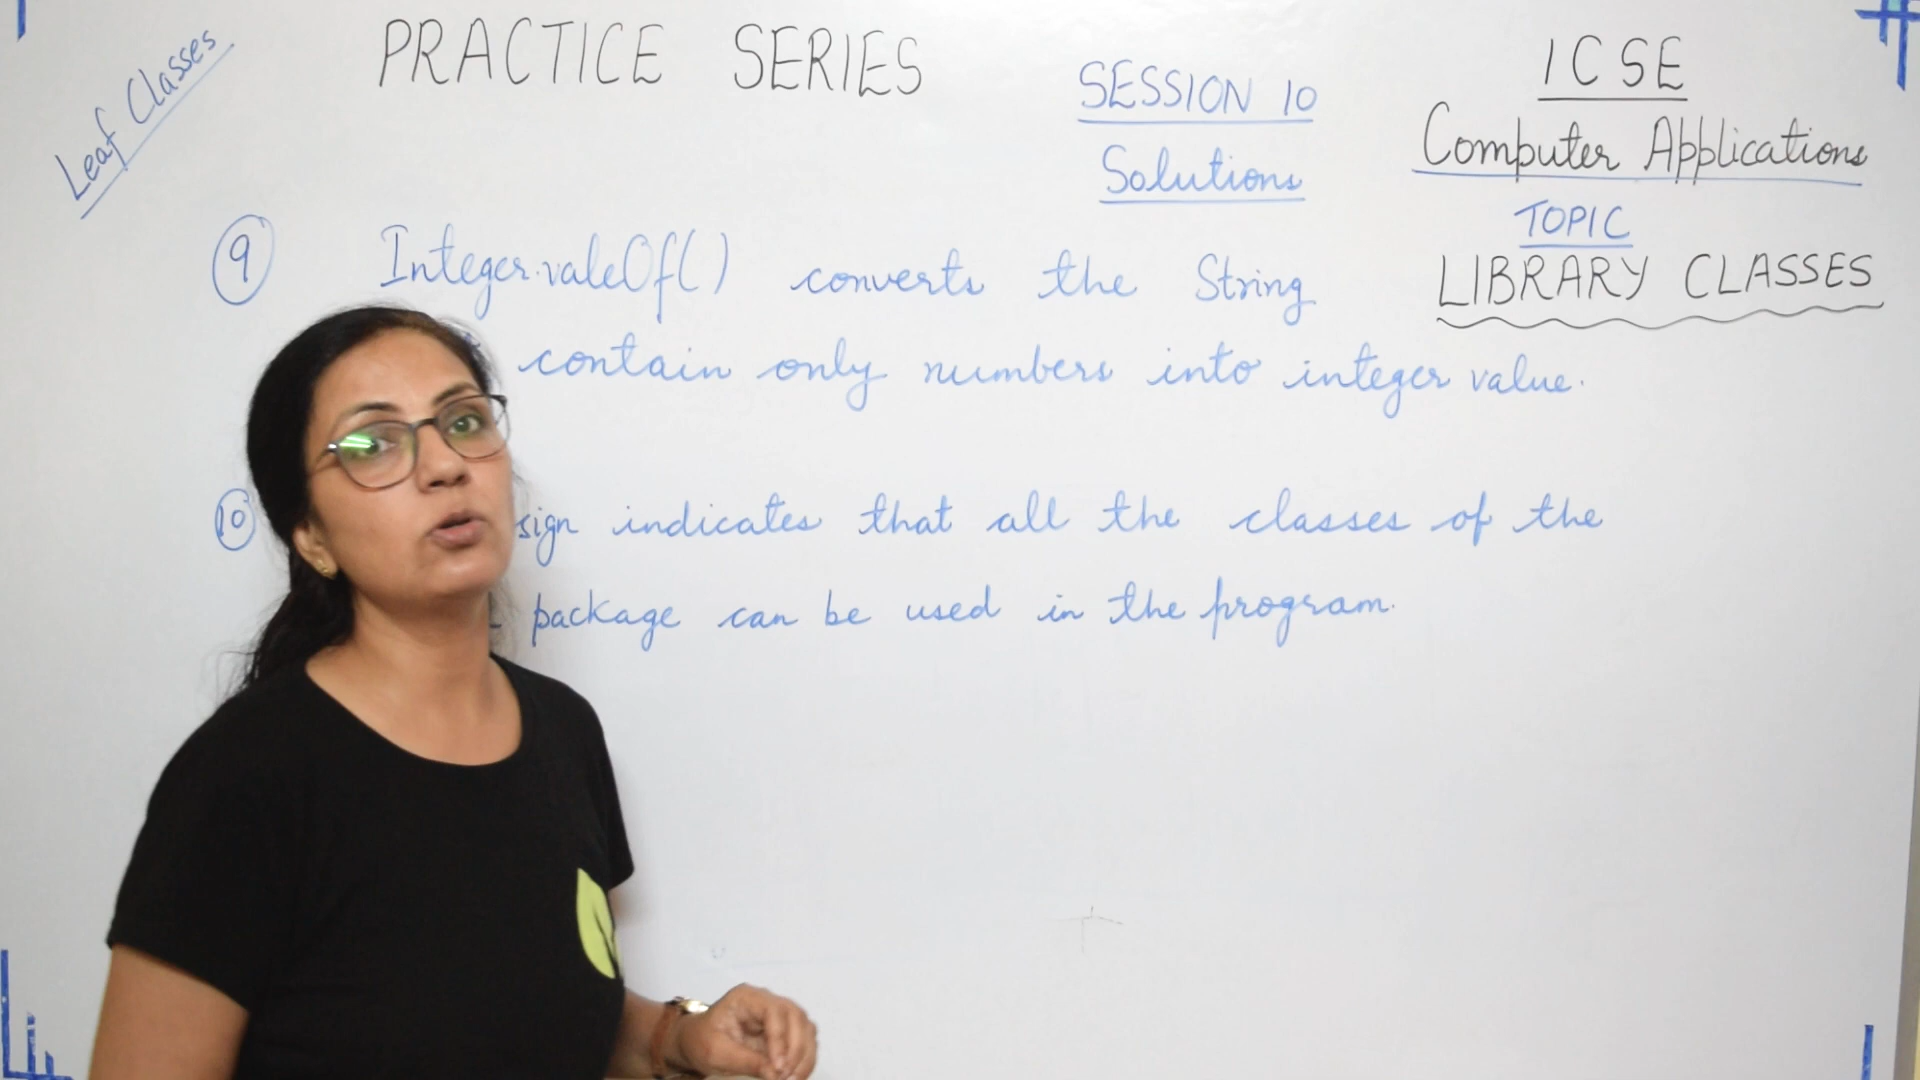 Leaf Classes
PRACTICE SERIES
SESSION 10
Solutions
ICSE
Computer Applications
TOPIC
LIBRARY CLASSES
9 Integer.valeOf() converts the String
contain only numbers into integer value.
10 sign indicates that all the classes of the
package can be used in the program.